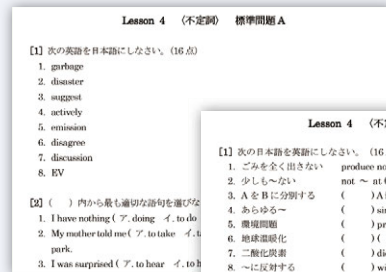 Lesson 4 〈不定詞〉 標準問題A
［1］次の英語を日本語にしなさい。(16点)
1. garbage
2. disaster
3. suggest
4. actively
5. emission
6. disagree
7. discussion
8. EV
［2］（　）内から最も適切な語句を選びな
1. I have nothing ( ア. doing イ. to do
2. My mother told me ( ア. to take イ. t
park.
3. I was surprised ( ア. to hear イ. to h
Lesson 4 〈不
［1］次の日本語を英語にしなさい。(16
1. ごみを全く出さない produce no
2. 少しも〜ない not 〜 at (
3. AをBに分別する ( ) A i
4. あらゆる〜 ( ) si
5. 環境問題 ( ) pr
6. 地球温暖化 ( ) (
7. 二酸化炭素 ( ) di
8. 〜に反対する ( ) wi